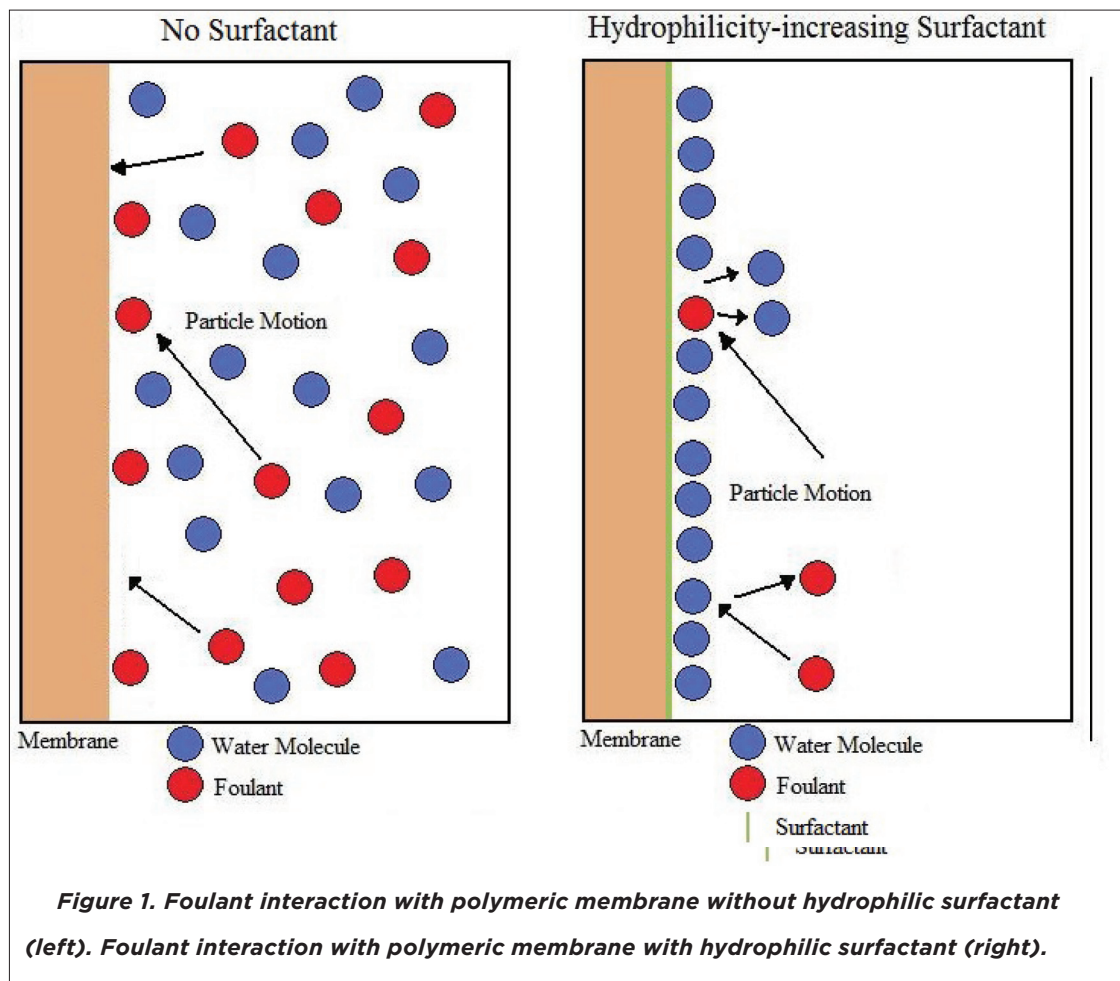 No Surfactant
Hydrophilicity-increasing Surfactant
Particle Motion
Particle Motion
Membrane
Water Molecule
Foulant
Membrane
Water Molecule
Foulant
Surfactant
Surfactant
Figure 1. Foulant interaction with polymeric membrane without hydrophilic surfactant
(left). Foulant interaction with polymeric membrane with hydrophilic surfactant (right).